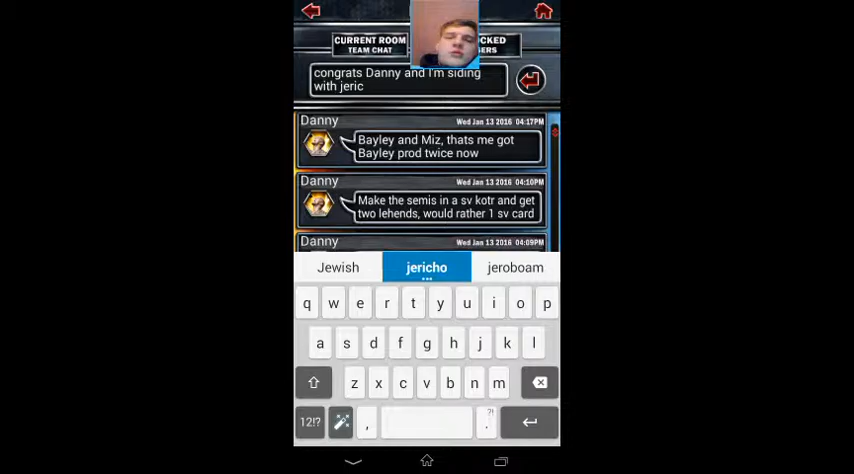 CURRENT ROOM
TEAM CHAT
congrats Danny and I'm siding
with jeric
Danny
Wed Jan 13 2016 04:17PM
Bayley and Miz, thats me got
Bayley prod twice now
Danny
Wed Jan 13 2016 04:10PM
Make the semis in a sv kotr and get
two lehends, would rather 1 sv card
Danny
Wed Jan 13 2016 04:09PM
Jewish jericho jeroboam
q w e r t y u i o p
a s d f g h j k l
z x c v b n m
12!? , . ?!